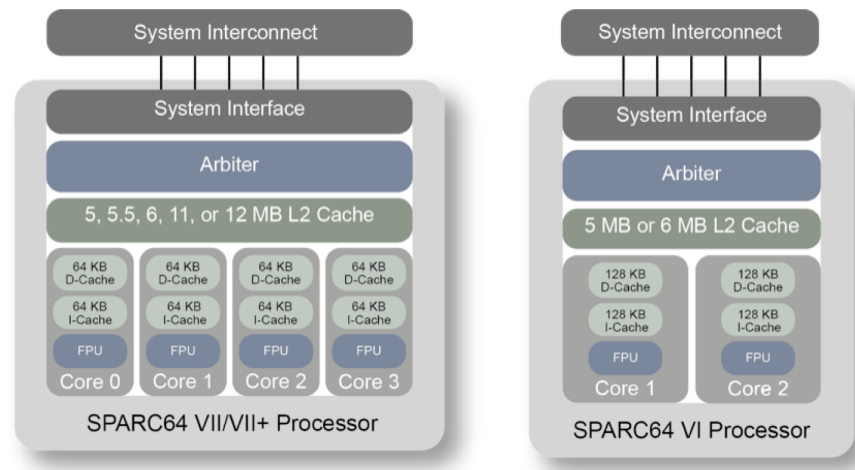 System Interconnect
System Interface
Arbiter
5, 5.5, 6, 11, or 12 MB L2 Cache
64 KB
D-Cache
64 KB
I-Cache
FPU
Core 0
64 KB
D-Cache
64 KB
I-Cache
FPU
Core 1
64 KB
D-Cache
64 KB
I-Cache
FPU
Core 2
64 KB
D-Cache
64 KB
I-Cache
FPU
Core 3
SPARC64 VII/VII+ Processor
System Interconnect
System Interface
Arbiter
5 MB or 6 MB L2 Cache
128 KB
D-Cache
128 KB
I-Cache
FPU
Core 1
128 KB
D-Cache
128 KB
I-Cache
FPU
Core 2
SPARC64 VI Processor